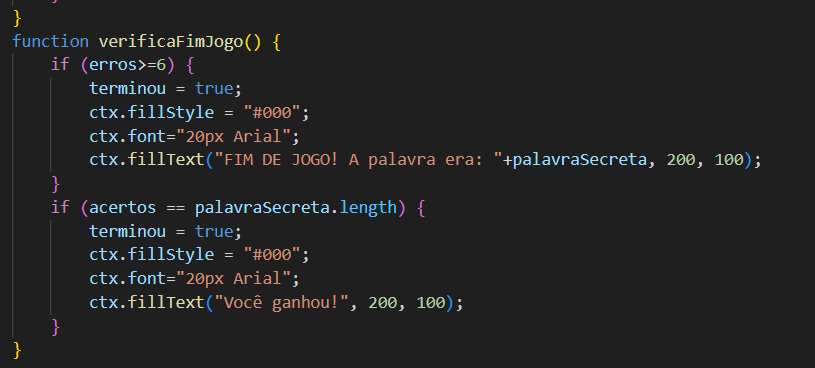 }
function verificaFimJogo() {
    if (erros>=6) {
        terminou = true;
        ctx.fillStyle = "#000";
        ctx.font="20px Arial";
        ctx.fillText("FIM DE JOGO! A palavra era: "+palavraSecreta, 200, 100);
    }
    if (acertos == palavraSecreta.length) {
        terminou = true;
        ctx.fillStyle = "#000";
        ctx.font="20px Arial";
        ctx.fillText("Você ganhou!", 200, 100);
    }
}